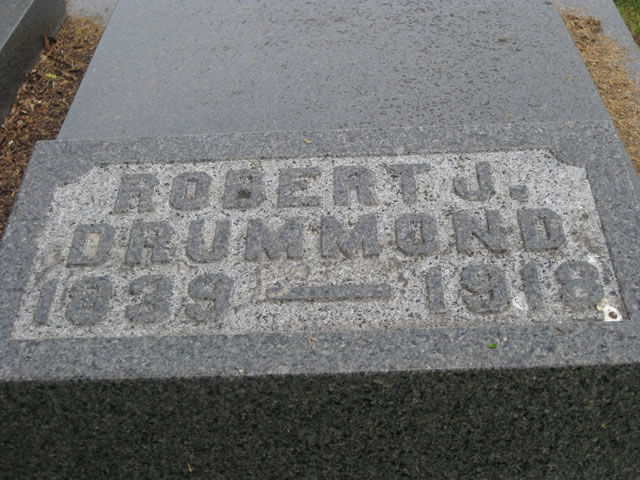 ROBERT J.
DRUMMOND
1839 — 1918